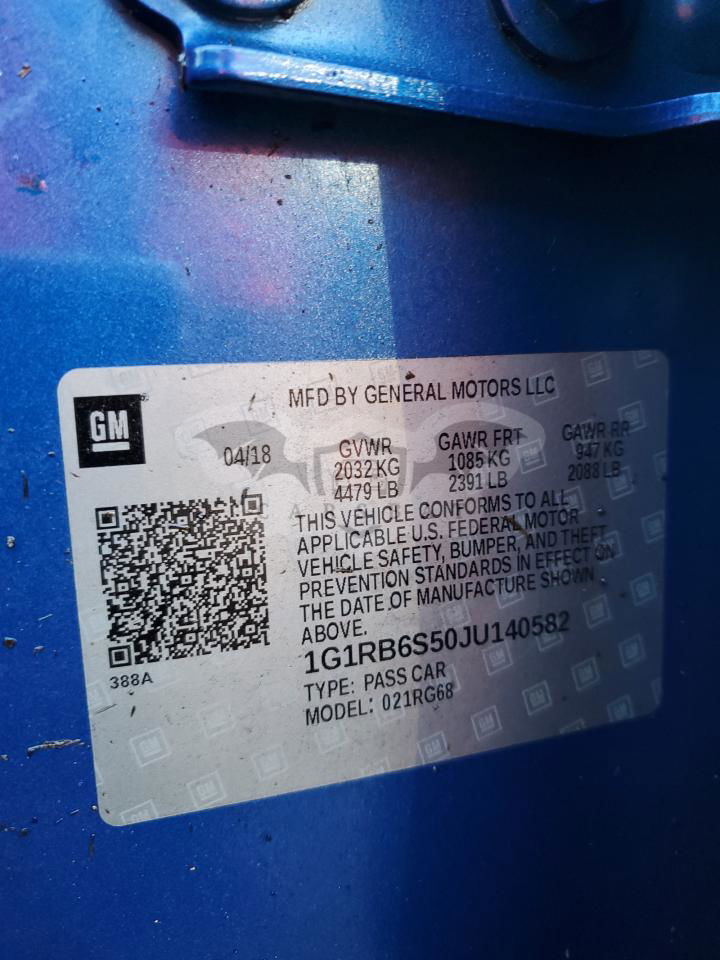 MFD BY GENERAL MOTORS LLC
GM
04/18
GVWR
2032 KG
4479 LB
GAWR FRT
1085 KG
2391 LB
GAWR RR
947 KG
2088 LB
THIS VEHICLE CONFORMS TO ALL
APPLICABLE U.S. FEDERAL MOTOR
VEHICLE SAFETY, BUMPER, AND THEFT
PREVENTION STANDARDS IN EFFECT ON
THE DATE OF MANUFACTURE SHOWN
ABOVE.
1G1RB6S50JU140582
TYPE: PASS CAR
MODEL: 021RG68
388A